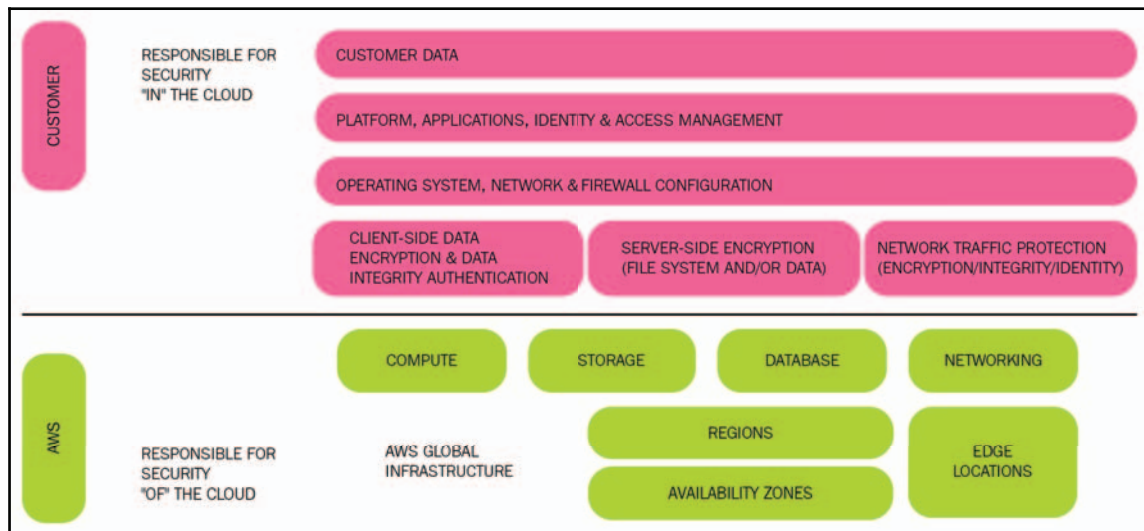 CUSTOMER
RESPONSIBLE FOR
SECURITY
"IN" THE CLOUD
CUSTOMER DATA
PLATFORM, APPLICATIONS, IDENTITY & ACCESS MANAGEMENT
OPERATING SYSTEM, NETWORK & FIREWALL CONFIGURATION
CLIENT-SIDE DATA
ENCRYPTION & DATA
INTEGRITY AUTHENTICATION
SERVER-SIDE ENCRYPTION
(FILE SYSTEM AND/OR DATA)
NETWORK TRAFFIC PROTECTION
(ENCRYPTION/INTEGRITY/IDENTITY)
AWS
RESPONSIBLE FOR
SECURITY
"OF" THE CLOUD
COMPUTE
STORAGE
DATABASE
NETWORKING
AWS GLOBAL
INFRASTRUCTURE
REGIONS
AVAILABILITY ZONES
EDGE
LOCATIONS